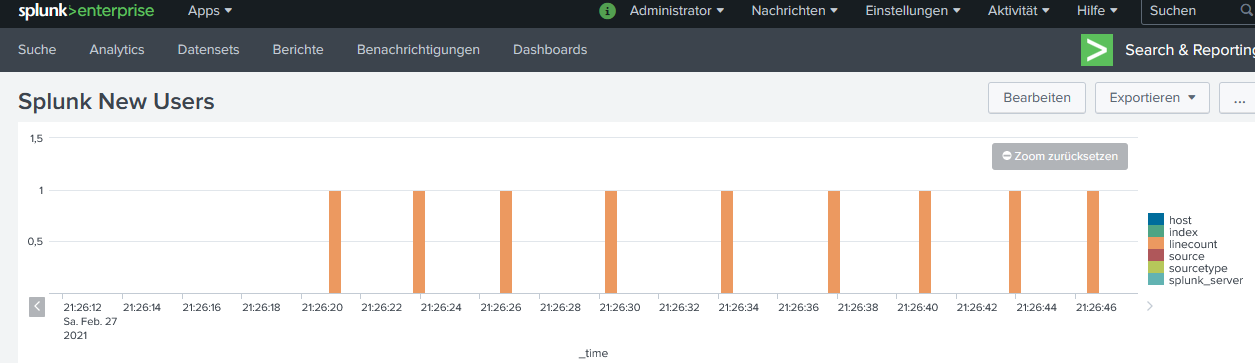 splunk>enterprise Apps Administrator Nachrichten Einstellungen Aktivität Hilfe Suchen
Suche Analytics Datensets Berichte Benachrichtigungen Dashboards > Search & Reporting
Splunk New Users Bearbeiten Exportieren ...
1,5
Zoom zurücksetzen
1
0,5
host
index
linecount
source
sourcetype
splunk_server
21:26:12 21:26:14 21:26:16 21:26:18 21:26:20 21:26:22 21:26:24 21:26:26 21:26:28 21:26:30 21:26:32 21:26:34 21:26:36 21:26:38 21:26:40 21:26:42 21:26:44 21:26:46
Sa. Feb. 27
2021
_time